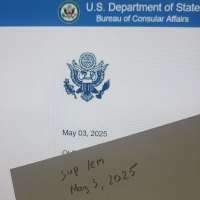 U.S. Department of State
Bureau of Consular Affairs
May 03, 2025
sup lem
May 3, 2025